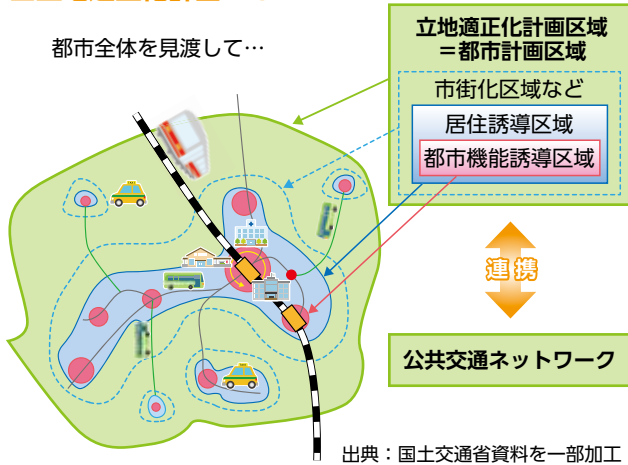 都市全体を見渡して…
立地適正化計画区域
＝都市計画区域
市街化区域など
居住誘導区域
都市機能誘導区域
連携
公共交通ネットワーク
出典：国土交通省資料を一部加工